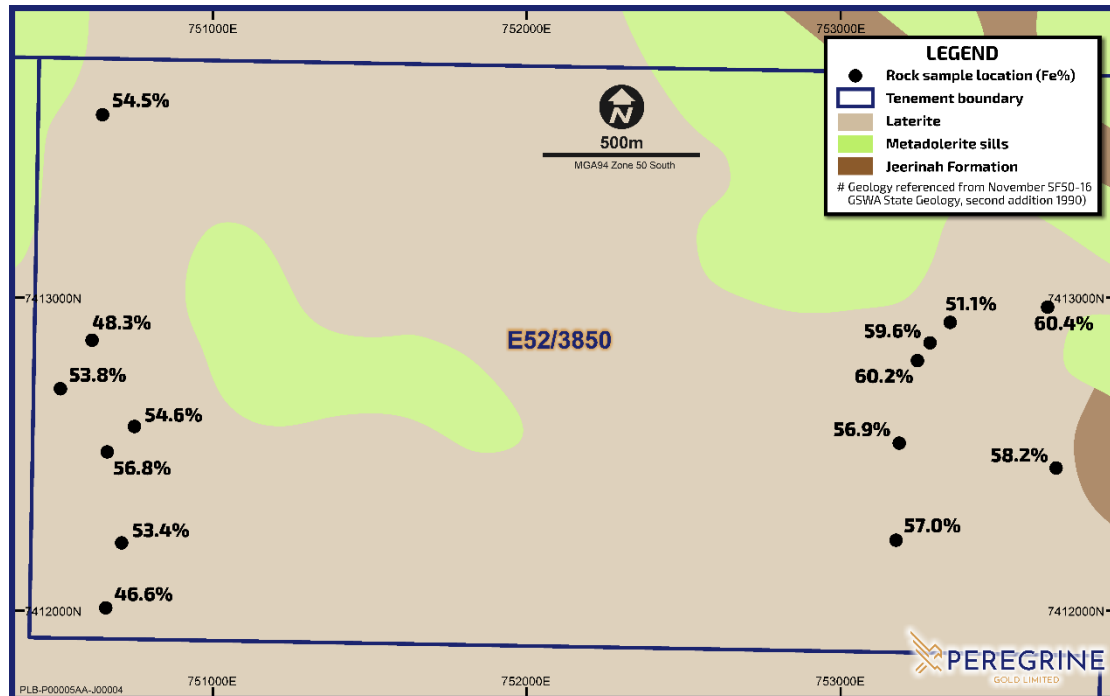 751000E
752000E
753000E
LEGEND
Rock sample location (Fe%)
Tenement boundary
Laterite
Metadolerite sills
Jeerinah Formation
# Geology referenced from November SF50-16
GSWA State Geology, second addition 1990)
N
500m
MGA94 Zone 50 South
54.5%
7413000N
7413000N
51.1%
60.4%
48.3%
59.6%
E52/3850
60.2%
53.8%
54.6%
56.9%
56.8%
58.2%
53.4%
57.0%
46.6%
7412000N
7412000N
PEREGRINE
GOLD LIMITED
PLB-P00005AA-J00004
751000E
752000E
753000E